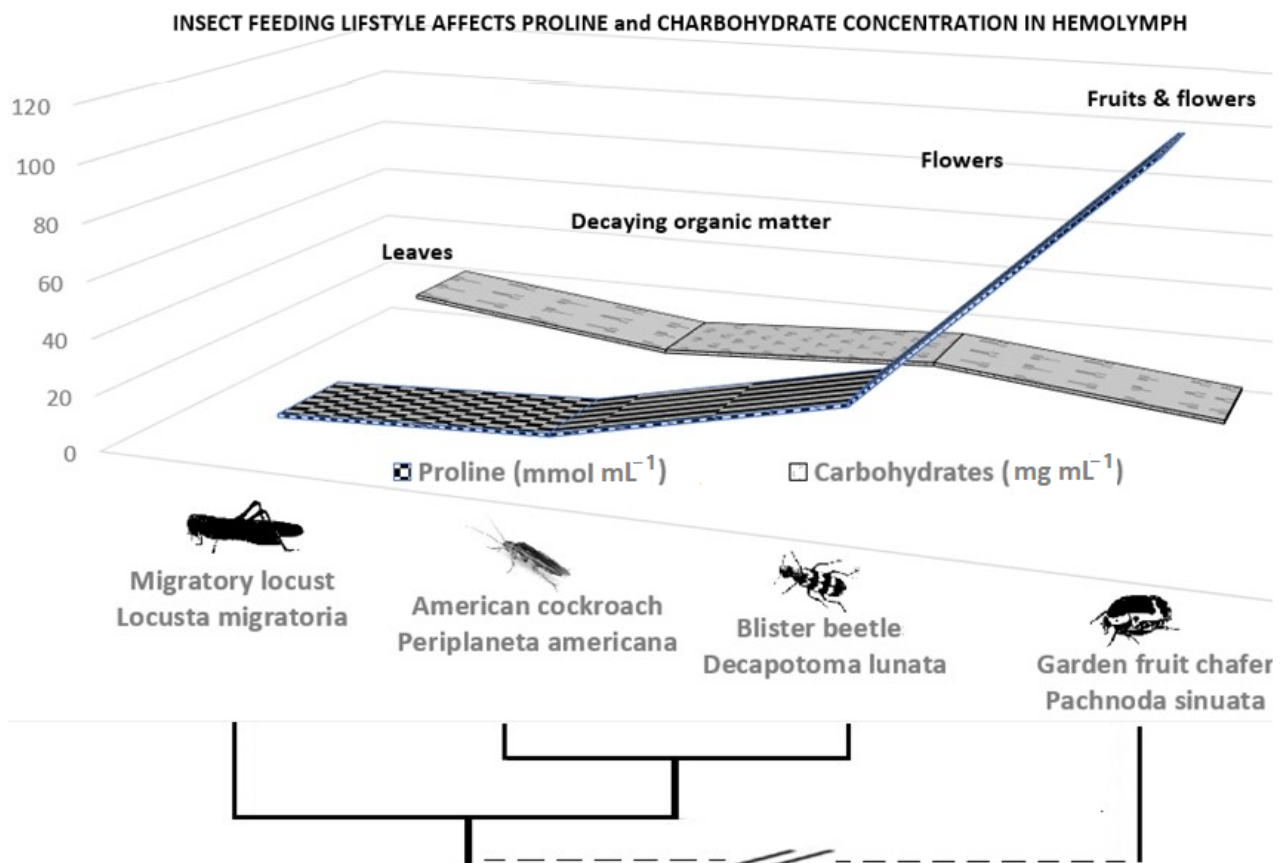 INSECT FEEDING LIFSTYLE AFFECTS PROLINE and CHARBOHYDRATE CONCENTRATION IN HEMOLYMPH
120
100
80
60
40
20
0
Fruits & flowers
Flowers
Decaying organic matter
Leaves
Proline (mmol mL⁻¹)
Carbohydrates (mg mL⁻¹)
Migratory locust
Locusta migratoria
American cockroach
Periplaneta americana
Blister beetle
Decapotoma lunata
Garden fruit chafer
Pachnoda sinuata